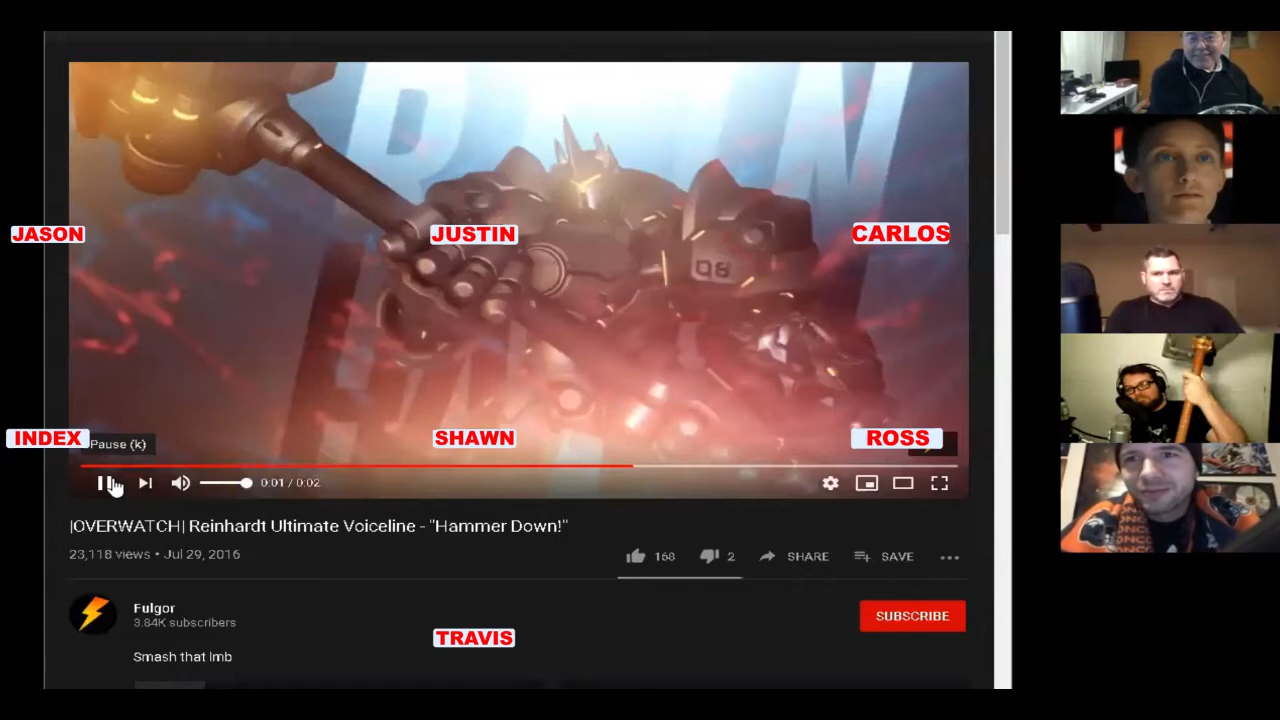 08
JASON
JUSTIN
CARLOS
INDEX
SHAWN
ROSS
Pause (k)
0:01 / 0:02
|OVERWATCH| Reinhardt Ultimate Voiceline - "Hammer Down!"
23,118 views • Jul 29, 2016
168
2
SHARE
SAVE
Fulgor
3.84K subscribers
SUBSCRIBE
TRAVIS
Smash that lmb